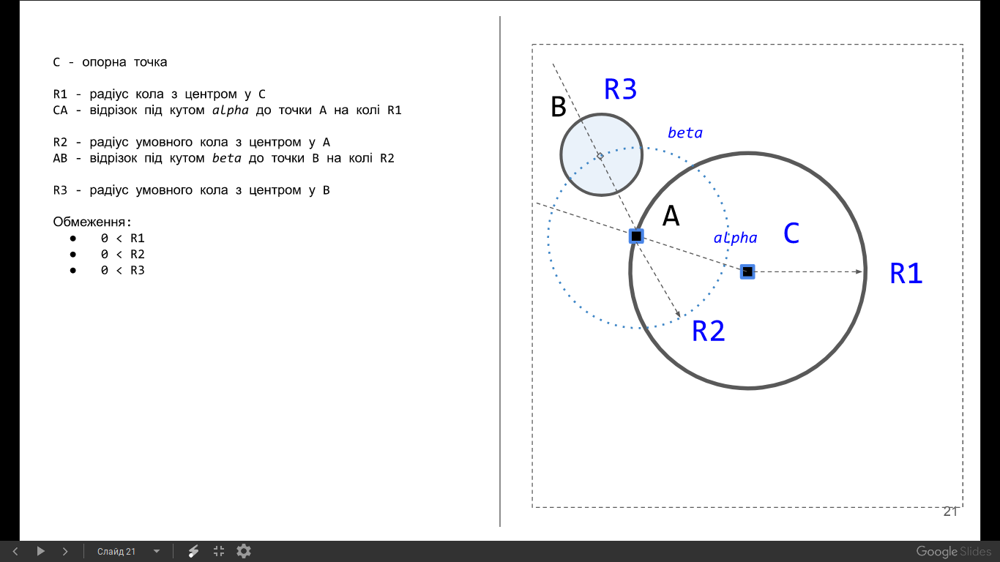 C - опорна точка
R1 - радіус кола з центром у C
CA - відрізок під кутом alpha до точки A на колі R1
R2 - радіус умовного кола з центром у A
AB - відрізок під кутом beta до точки B на колі R2
R3 - радіус умовного кола з центром у B
Обмеження:
● 0 < R1
● 0 < R2
● 0 < R3
R3
B
beta
A
alpha
C
R1
R2
21
Слайд 21
Google Slides